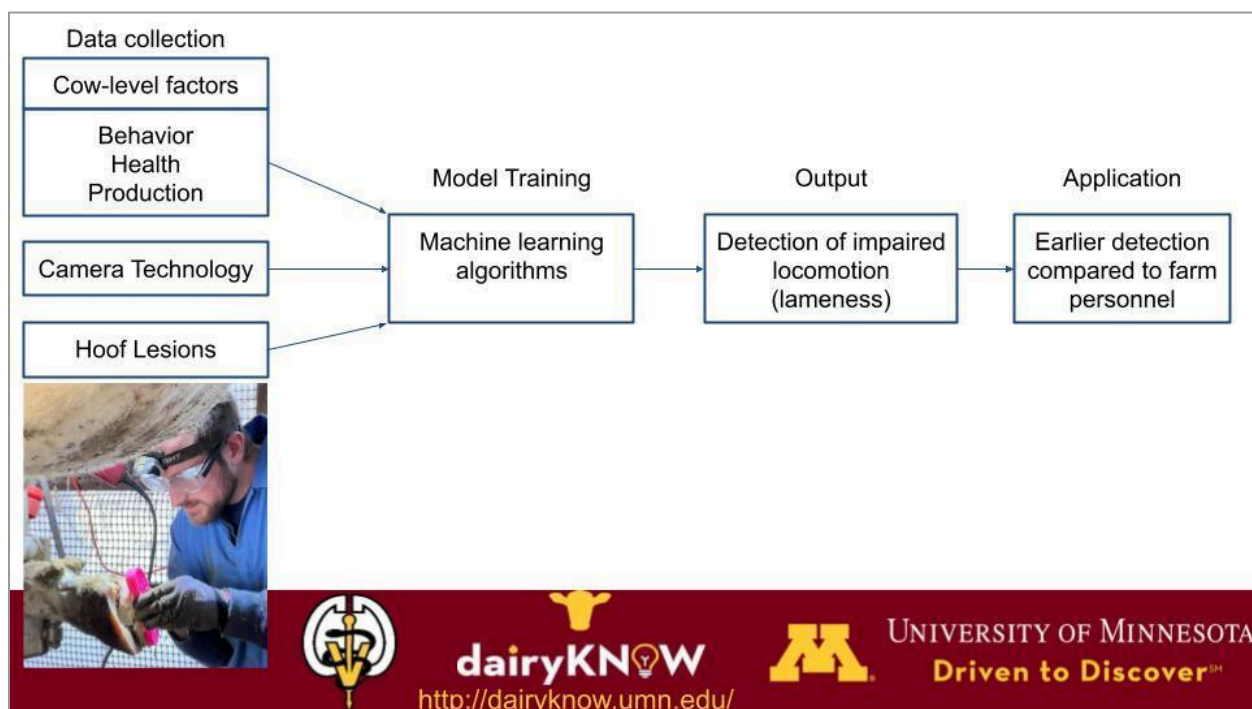 Data collection
Cow-level factors
Behavior
Health
Production
Camera Technology
Hoof Lesions
Model Training
Machine learning
algorithms
Output
Detection of impaired
locomotion
(lameness)
Application
Earlier detection
compared to farm
personnel
V
dairyKNOW
http://dairyknow.umn.edu/
M
UNIVERSITY OF MINNESOTA
Driven to Discover℠